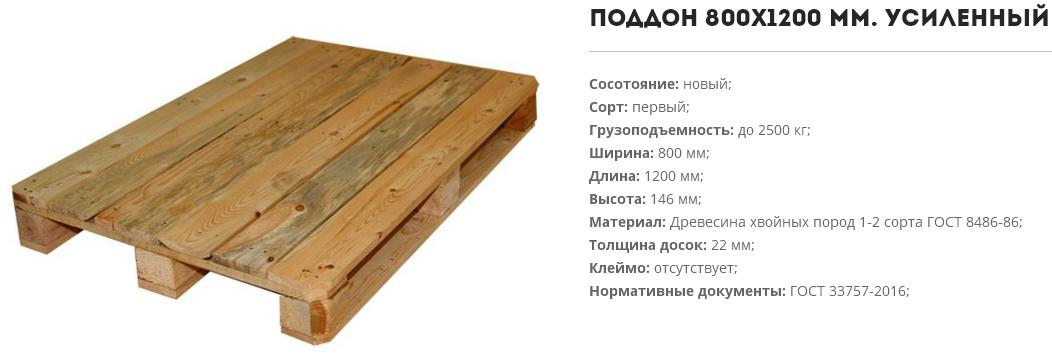 ПОДДОН 800Х1200 ММ. УСИЛЕННЫЙ
Сосотояние: новый;
Сорт: первый;
Грузоподъемность: до 2500 кг;
Ширина: 800 мм;
Длина: 1200 мм;
Высота: 146 мм;
Материал: Древесина хвойных пород 1-2 сорта ГОСТ 8486-86;
Толщина досок: 22 мм;
Клеймо: отсутствует;
Нормативные документы: ГОСТ 33757-2016;